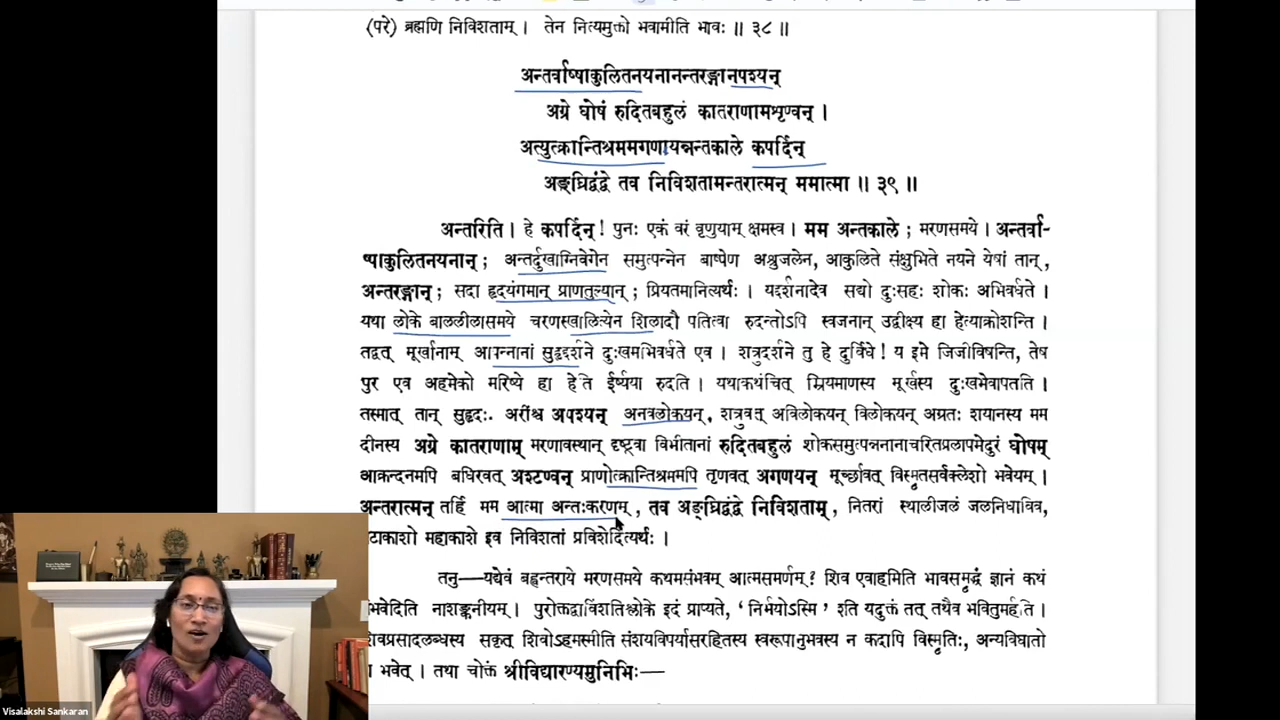 (परे) ब्रह्मणि निविशताम् । तेन नित्यमुक्तो भवामीति भावः ॥ ३८ ॥
अन्तर्वाष्पाकुलितनयनानन्तरङ्गानपश्यन्
अग्रे घोषं रुदितबहुलं कातराणामशृण्वन् ।
अत्युत्क्रान्तिश्रममगणायन्नन्तकाले कपर्दिन्
अङ्घ्रिद्वंद्वे तव निविशतामन्तरात्मन् ममात्मा ॥ ३९ ॥
अन्तरिति । हे कपर्दिन् ! पुनः एकं वरं वृणुयाम् क्षमस्व । मम अन्तकाले ; मरणसमये । अन्तर्वा-
ष्पाकुलितनयनान् ; अन्तर्दुखाग्निवेगेन समुत्पन्नेन बाष्पेण अश्रुजलेन, आकुलिते संक्षुभिते नयने येषां तान् ,
अन्तरङ्गान् ; सदा हृदयंगमान् प्राणतुल्यान् ; प्रियतमानित्यर्थः । यद्दर्शनादेव सद्यो दुःसहः शोकः अभिवर्धते ।
यथा लोके बाललीलासमये चरणस्खालित्येन शिलादौ पतित्वा रुदन्तोऽपि स्वजनान् उद्वीक्ष्य हा हेत्याक्रोशन्ति ।
तद्वत् मूर्खानाम् आपन्नानां सुहृद्दर्शने दुःखमभिवर्धते एव । शत्रुदर्शने तु हे दुर्विधे ! य इमे जिजीविषन्ति, तेष
पुर एव अहमेको मरिष्ये हा हेति ईर्ष्यया रुदति । यथाकथंचित् म्रियमाणस्य मूर्खस्य दुःखमेवापतति ।
तस्मात् तान् सुहृदः. अरींश्च अपश्यन् अनवलोकयन्, शत्रुवत् अविलोकयन् विलोकयन् अग्रतः शयानस्य मम
दीनस्य अग्रे कातराणाम् मरणावस्थान् दृष्ट्वा विभीतानां रुदितबहुलं शोकसमुत्पन्ननानाचरितप्रलापमेदुरं घोषम्
आक्रन्दनमपि बधिरवत् अश्टण्वन् प्राणोत्क्रान्तिश्रममपि तृणवत् अगणयन् मूर्च्छावत् विस्मृतसर्वक्लेशो भवेयम् ।
अन्तरात्मन् तर्हि मम आत्मा अन्तःकरणम् , तव अङ्घ्रिद्वंद्वे निविशताम् , नितरां स्थालीजलं जलनिधाविव,
टाकाशो महाकाशे इव निविशतां प्रविशेदित्यर्थः ।
तनु—यद्येवं बह्वन्तराये मरणसमये कथमसंभवम् आत्मसमर्णम् ? शिव एवाहमिति भावसमृद्धं ज्ञानं कथं
भवेदिति नाशङ्कनीयम् । पुरोक्तद्वाविंशतिश्लोके इदं प्राप्यते, 'निर्भयोऽस्मि' इति यदुक्तं तत् तथैव भवितुमर्हति ।
शिवप्रसादलब्धस्य सकृत् शिवोऽहमस्मीति संशयविपर्यासरहितस्य स्वरूपानुभवस्य न कदापि विस्मृतिः, अन्यविघातो
भवेत् । तथा चोक्तं श्रीविद्यारण्यमुनिभिः—
Visalakshi Sankaran